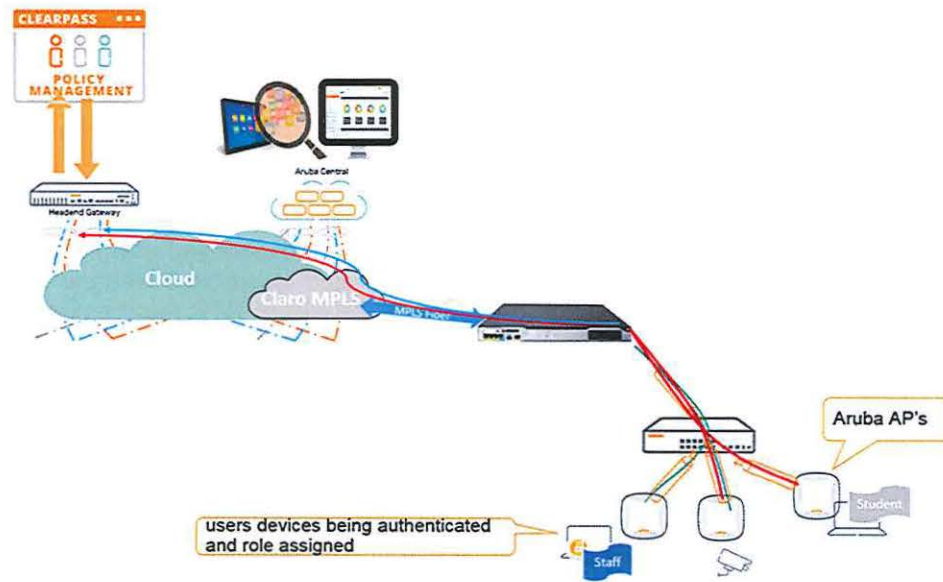 CLEARPASS
POLICY
MANAGEMENT
Aruba Central
Headend Gateway
Cloud
Claro MPLS
MPLS Fiber
Aruba AP's
Student
users devices being authenticated
and role assigned
Staff